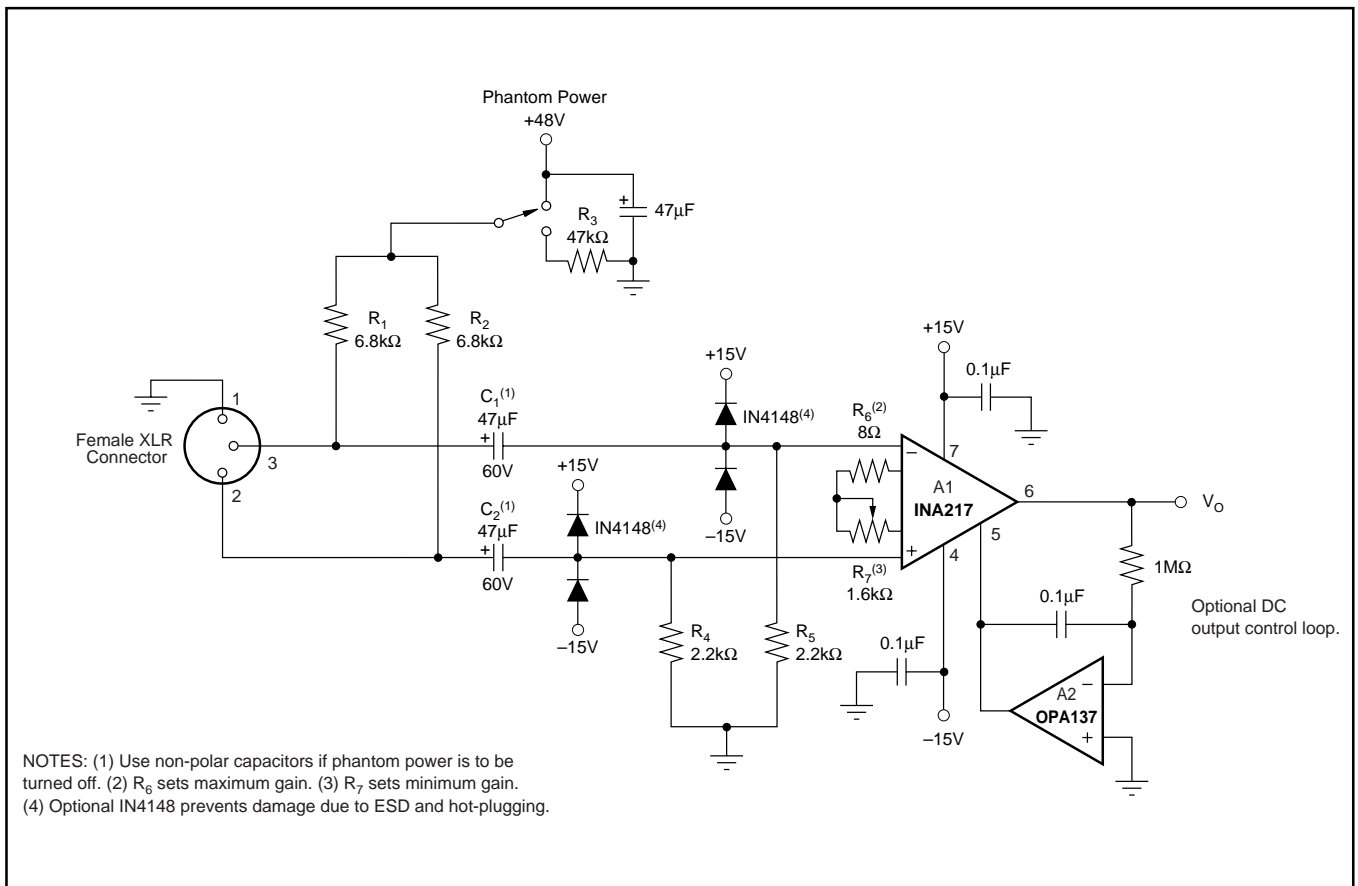 Phantom Power
+48V
+
47µF
R3
47kΩ
R1
6.8kΩ
R2
6.8kΩ
+15V
+15V
0.1µF
1
C1(1)
47µF
+
60V
IN4148(4)
R6(2)
8Ω
Female XLR
Connector
3
2
+15V
–
7
A1
INA217
6
VO
C2(1)
47µF
+
60V
IN4148(4)
–15V
5
+
4
R7(3)
1.6kΩ
1MΩ
–15V
R4
2.2kΩ
R5
2.2kΩ
0.1µF
0.1µF
Optional DC
output control loop.
–
A2
OPA137
+
–15V
NOTES: (1) Use non-polar capacitors if phantom power is to be
turned off. (2) R6 sets maximum gain. (3) R7 sets minimum gain.
(4) Optional IN4148 prevents damage due to ESD and hot-plugging.